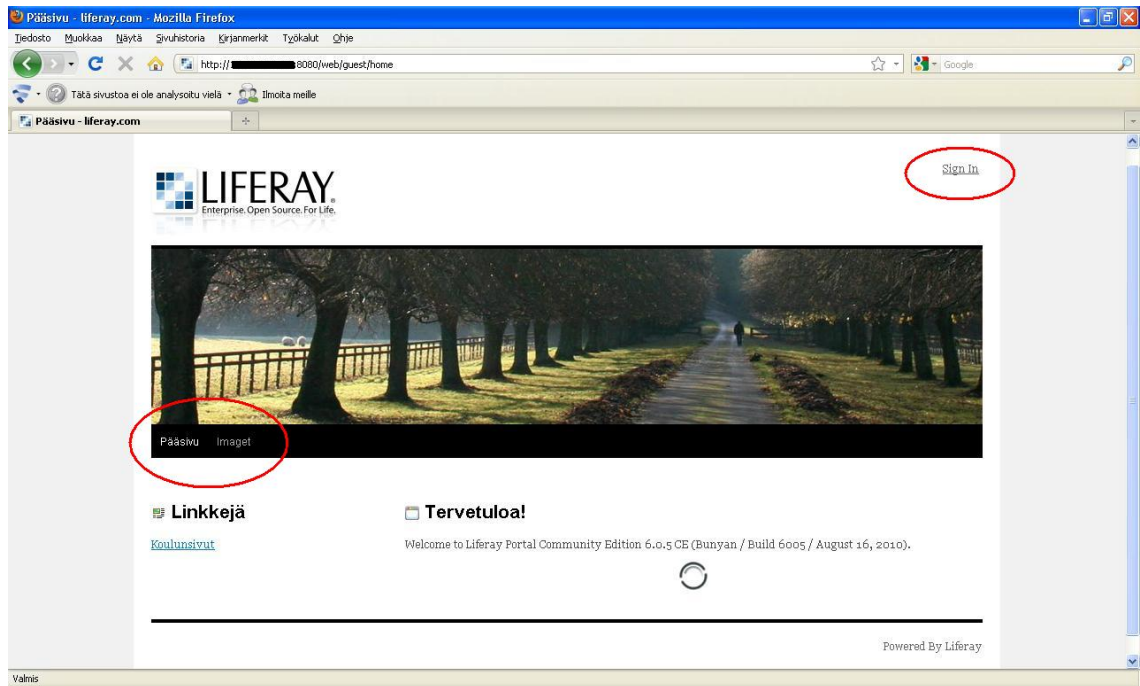 Pääsivu - liferay.com - Mozilla Firefox
Tiedosto Muokkaa Näytä Sivuhistoria Kirjanmerkit Työkalut Ohje
http:// :8080/web/guest/home Google
Tätä sivustoa ei ole analysoitu vielä Ilmoita meille
Pääsivu - liferay.com
Sign In
LIFERAY.
Enterprise. Open Source. For Life.
Pääsivu Imaget
Linkkejä Tervetuloa!
Koulunsivut Welcome to Liferay Portal Community Edition 6.0.5 CE (Bunyan / Build 6005 / August 16, 2010).
Powered By Liferay
Valmis